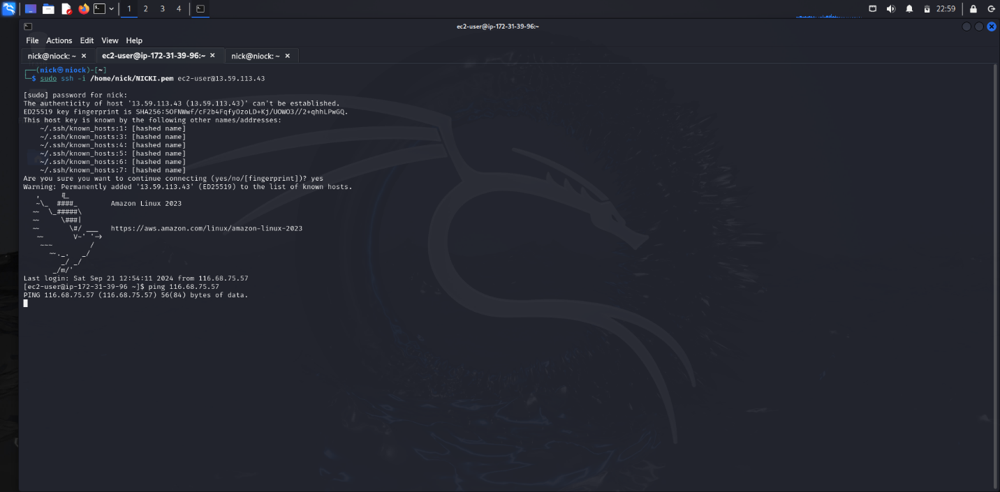 1 2 3 4 22:59
ec2-user@ip-172-31-39-96:~
File Actions Edit View Help
nick@niock: ~ × ec2-user@ip-172-31-39-96:~ × nick@niock: ~ ×
┌──(nick㉿niock)-[~]
└─$ sudo ssh -i /home/nick/NICKI.pem ec2-user@13.59.113.43
[sudo] password for nick:
The authenticity of host '13.59.113.43 (13.59.113.43)' can't be established.
ED25519 key fingerprint is SHA256:5OFNWwf/cF2b4FqfyOzoLD+Kj/UOWO3//2+qhhLPwGQ.
This host key is known by the following other names/addresses:
    ~/.ssh/known_hosts:1: [hashed name]
    ~/.ssh/known_hosts:3: [hashed name]
    ~/.ssh/known_hosts:4: [hashed name]
    ~/.ssh/known_hosts:5: [hashed name]
    ~/.ssh/known_hosts:6: [hashed name]
    ~/.ssh/known_hosts:7: [hashed name]
Are you sure you want to continue connecting (yes/no/[fingerprint])? yes
Warning: Permanently added '13.59.113.43' (ED25519) to the list of known hosts.
   ,     #_
   ~\_  ####_        Amazon Linux 2023
  ~~  \_#####\
  ~~     \###|
  ~~       \#/ ___   https://aws.amazon.com/linux/amazon-linux-2023
   ~~       V~' '->
    ~~~         /
      ~~._.   _/
         _/ _/
       _/m/'
Last login: Sat Sep 21 12:54:11 2024 from 116.68.75.57
[ec2-user@ip-172-31-39-96 ~]$ ping 116.68.75.57
PING 116.68.75.57 (116.68.75.57) 56(84) bytes of data.